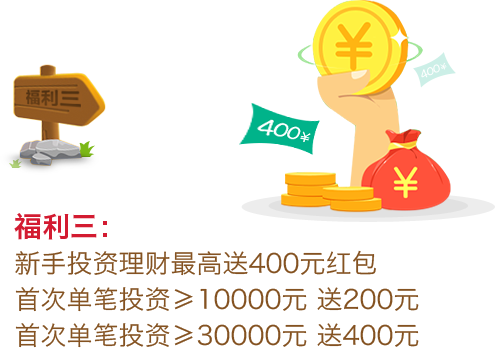 福利三
400¥
400¥
福利三：
新手投资理财最高送400元红包
首次单笔投资≥10000元 送200元
首次单笔投资≥30000元 送400元
¥
¥